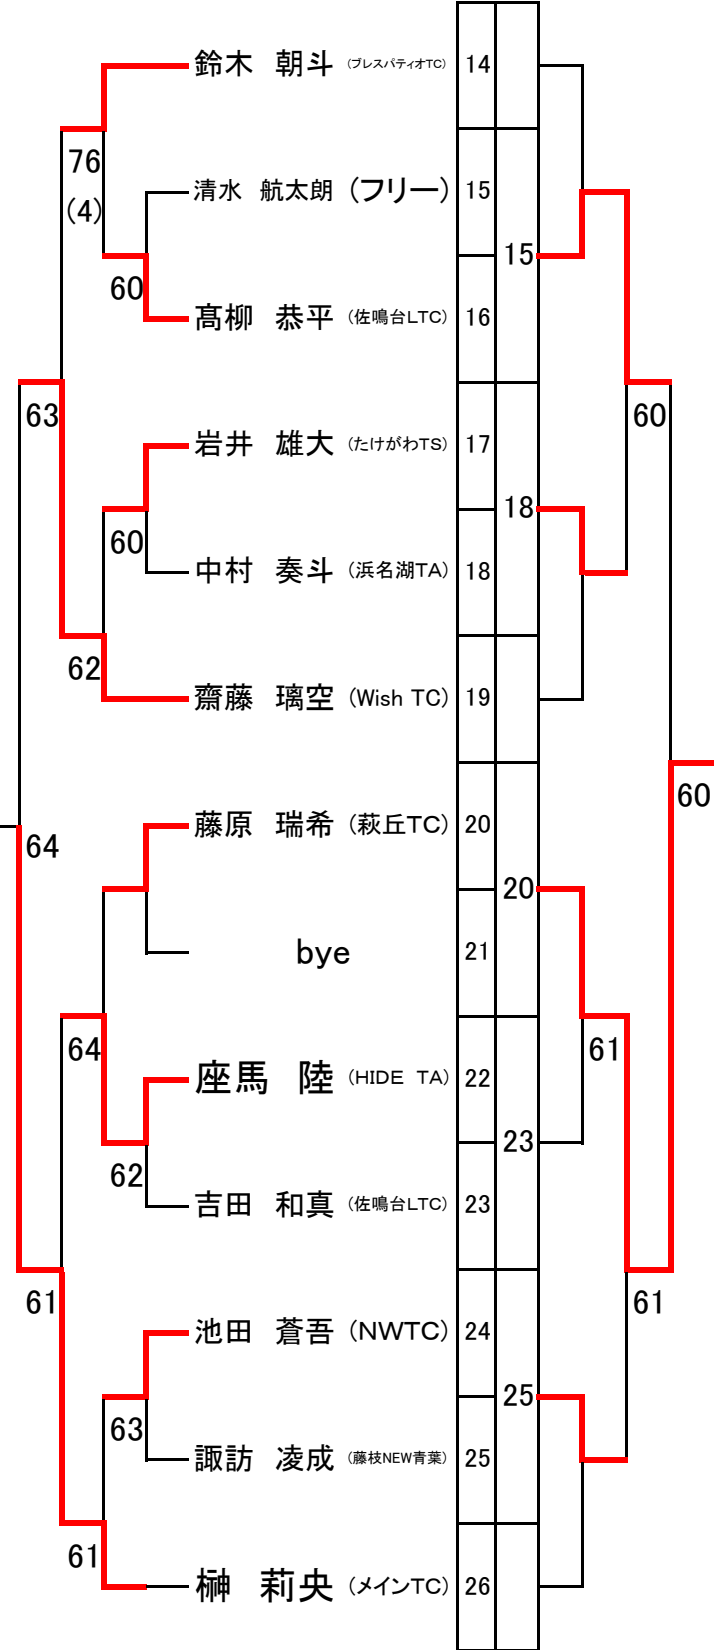 鈴木 朝斗 (ブレスパティオTC) 14
76
(4)
清水 航太朗 (フリー) 15
15
60
髙柳 恭平 (佐鳴台LTC) 16
63
60
岩井 雄大 (たけがわTS) 17
18
60
中村 奏斗 (浜名湖TA) 18
62
齋藤 璃空 (Wish TC) 19
60
藤原 瑞希 (萩丘TC) 20
64
20
bye 21
64
61
座馬 陸 (HIDE TA) 22
23
62
吉田 和真 (佐鳴台LTC) 23
61
61
池田 蒼吾 (NWTC) 24
25
63
諏訪 凌成 (藤枝NEW青葉) 25
61
榊 莉央 (メインTC) 26